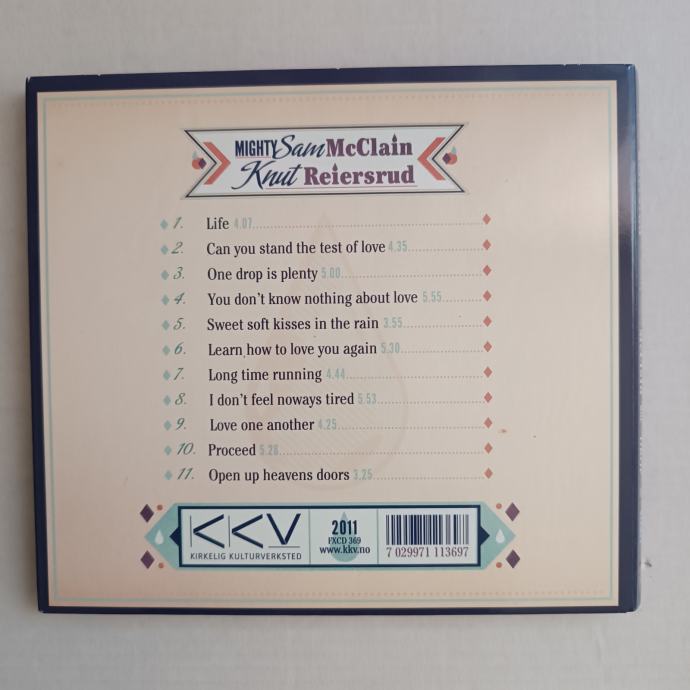 MIGHTY Sam McClain
Knut Reiersrud
1. Life 4.07
2. Can you stand the test of love 4.35
3. One drop is plenty 5.00
4. You don't know nothing about love 5.55
5. Sweet soft kisses in the rain 3.55
6. Learn how to love you again 5.30
7. Long time running 4.44
8. I don't feel noways tired 5.53
9. Love one another 4.25
10. Proceed 5.28
11. Open up heavens doors 3.25
KKV
KIRKELIG KULTURVERKSTED
2011
FXCD 369
www.kkv.no
7 029971 113697